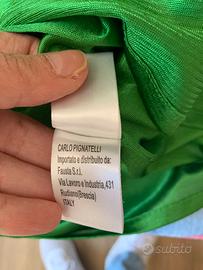 CARLO PIGNATELLI
Importato e distribuito da:
Fausta S.r.l.
Via Lavoro e Industria,431
Rudiano(Brescia)
ITALY
subito